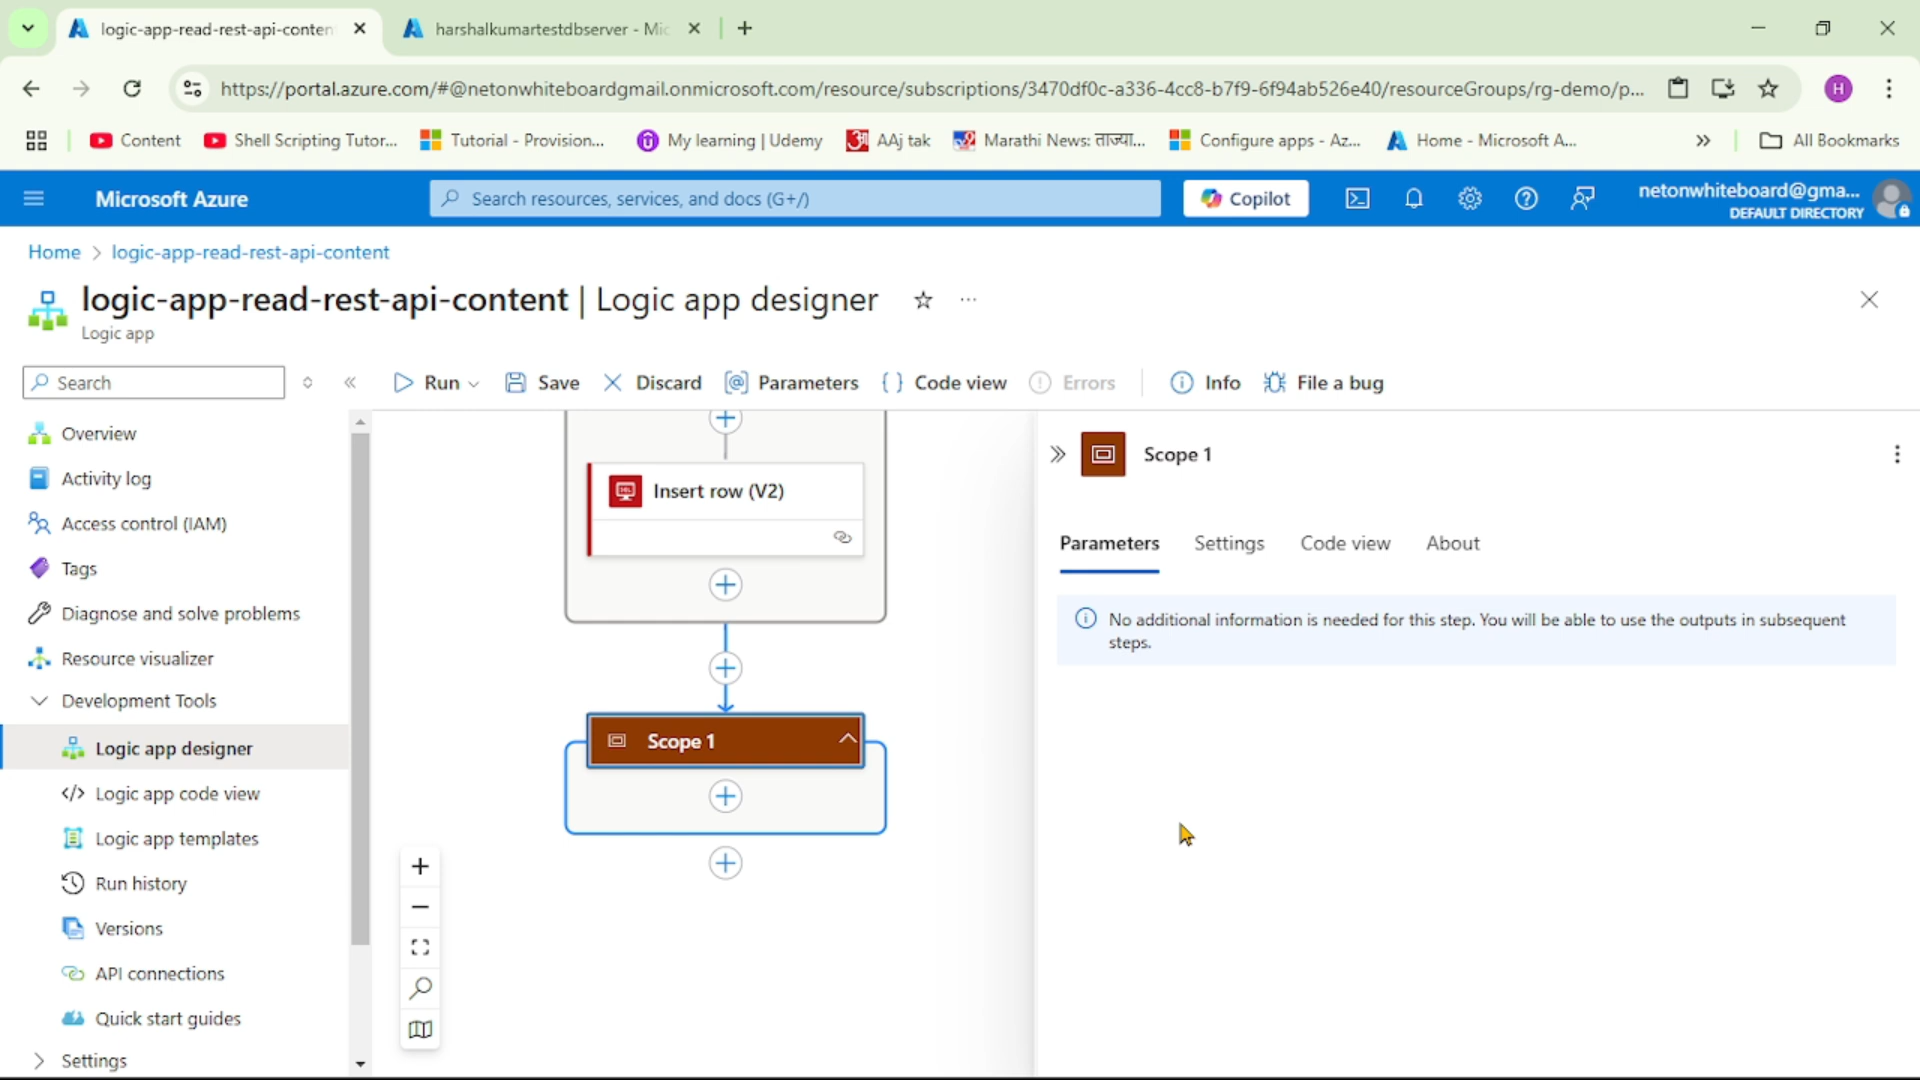 logic-app-read-rest-api-conten
harshalkumartestdbserver - Mic
https://portal.azure.com/#@netonwhiteboardgmail.onmicrosoft.com/resource/subscriptions/3470df0c-a336-4cc8-b7f9-6f94ab526e40/resourceGroups/rg-demo/p...
H
Content
Shell Scripting Tutor...
Tutorial - Provision...
My learning | Udemy
AAj tak
Marathi News: ताज्या...
Configure apps - Az...
Home - Microsoft A...
All Bookmarks
Microsoft Azure
Search resources, services, and docs (G+/)
Copilot
netonwhiteboard@gma...
DEFAULT DIRECTORY
Home > logic-app-read-rest-api-content
logic-app-read-rest-api-content | Logic app designer
Logic app
Search
Run
Save
Discard
Parameters
Code view
Errors
Info
File a bug
Overview
Activity log
Access control (IAM)
Tags
Diagnose and solve problems
Resource visualizer
Development Tools
Logic app designer
Logic app code view
Logic app templates
Run history
Versions
API connections
Quick start guides
Settings
Insert row (V2)
Scope 1
Scope 1
Parameters
Settings
Code view
About
No additional information is needed for this step. You will be able to use the outputs in subsequent
steps.